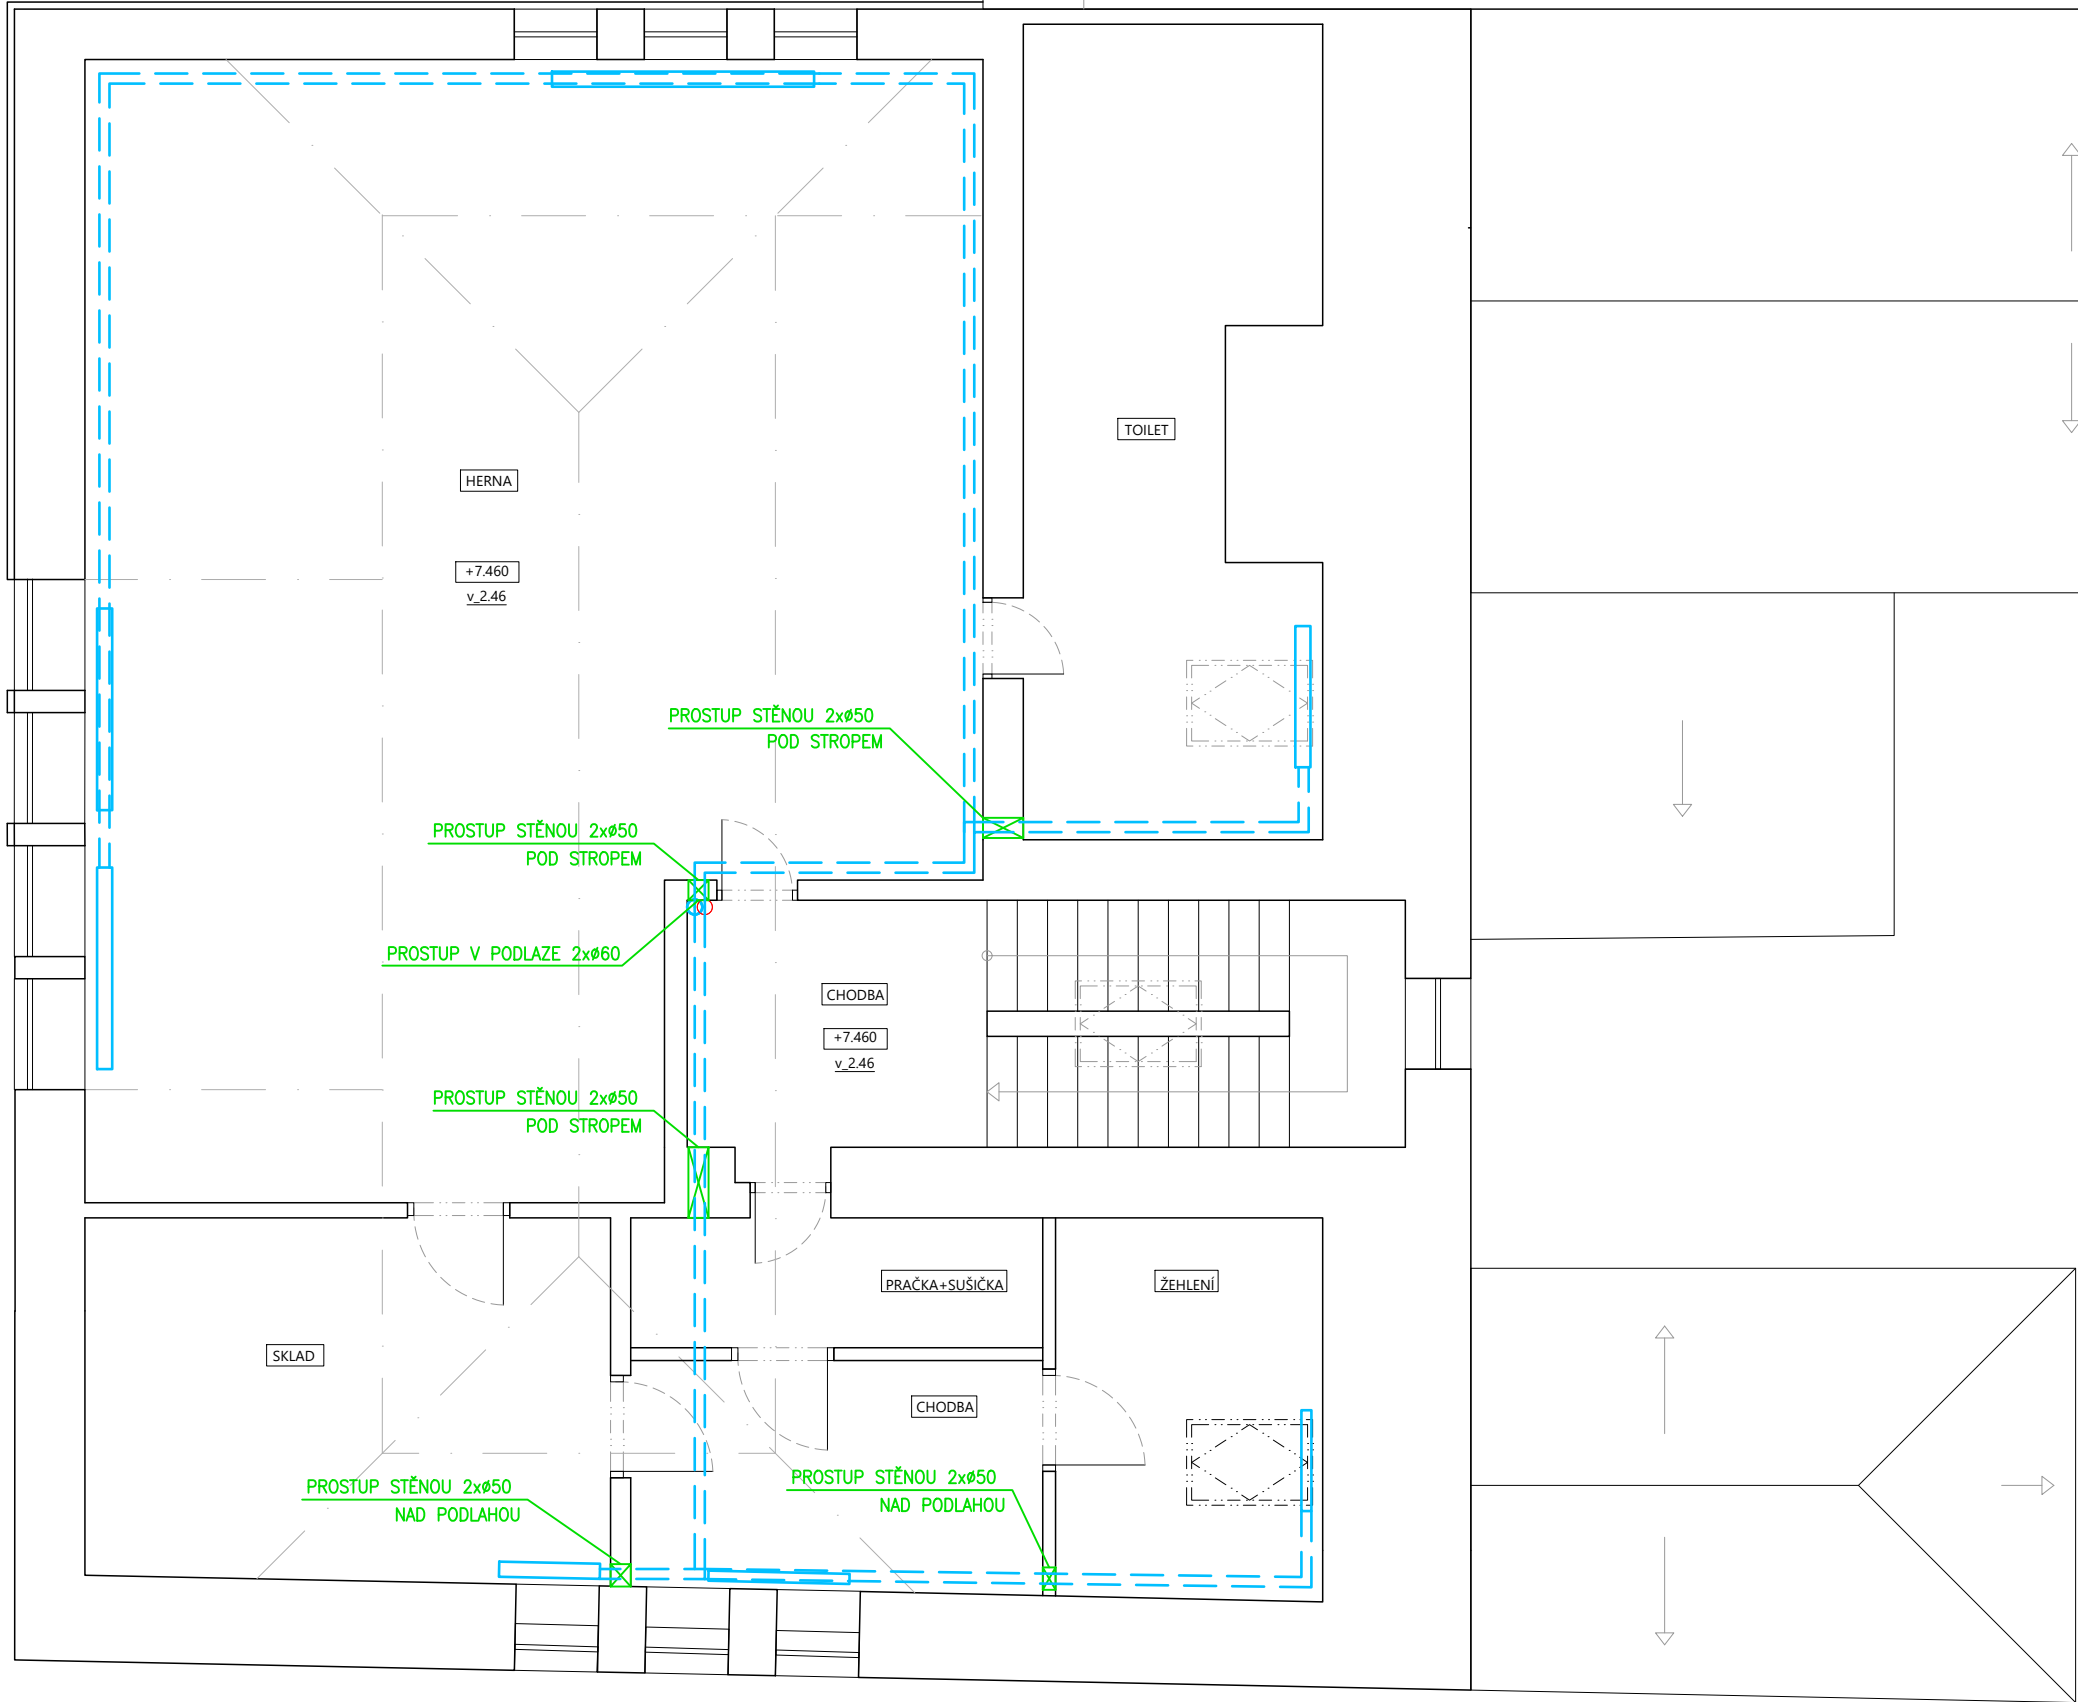 TOILET
HERNA
+7.460
v_2.46
PROSTUP STĚNOU 2xø50
POD STROPEM
PROSTUP STĚNOU 2xø50
POD STROPEM
PROSTUP V PODLAZE 2xø60
CHODBA
+7.460
v_2.46
PROSTUP STĚNOU 2xø50
POD STROPEM
PRAČKA+SUŠIČKA
ŽEHLENÍ
SKLAD
CHODBA
PROSTUP STĚNOU 2xø50
NAD PODLAHOU
PROSTUP STĚNOU 2xø50
NAD PODLAHOU